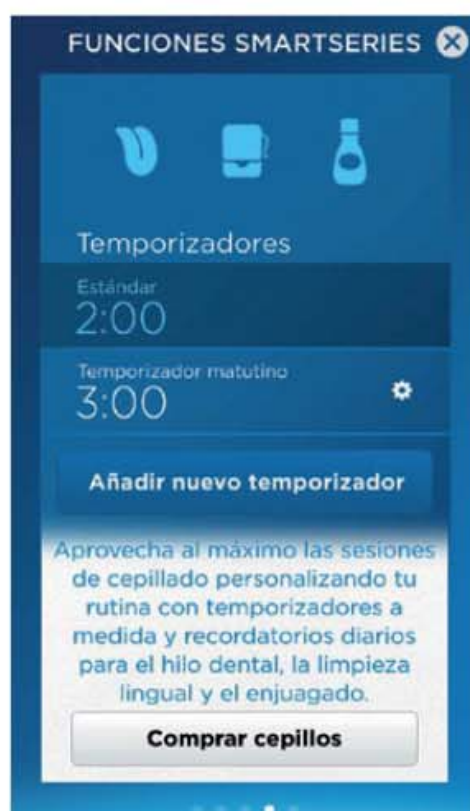 FUNCIONES SMARTSERIES
Temporizadores
Estándar
2:00
Temporizador matutino
3:00
Añadir nuevo temporizador
Aprovecha al máximo las sesiones
de cepillado personalizando tu
rutina con temporizadores a
medida y recordatorios diarios
para el hilo dental, la limpieza
lingual y el enjuagado.
Comprar cepillos